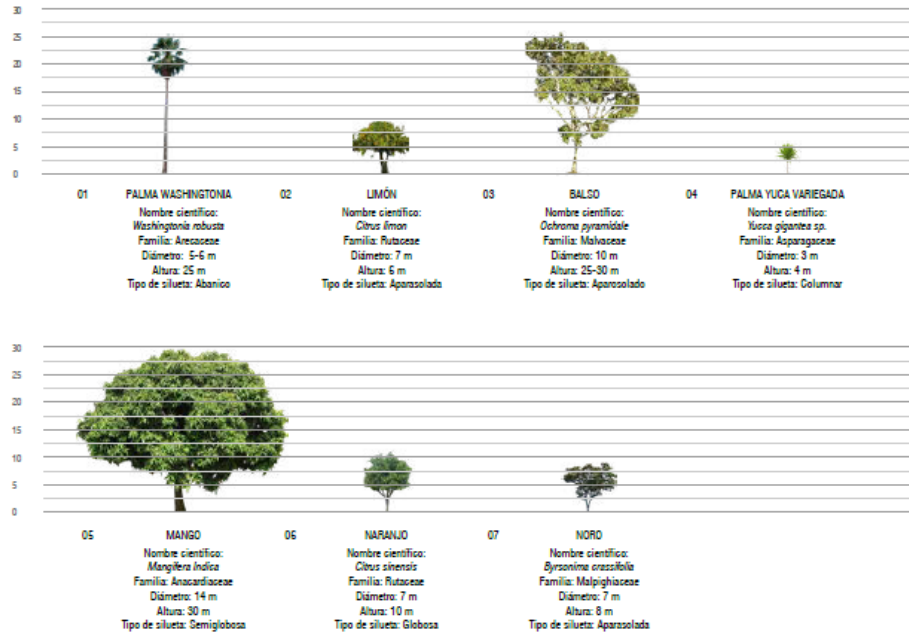 30
25
20
15
10
5
0
01 PALMA WASHINGTONIA
Nombre científico:
Washingtonia robusta
Familia: Arecaceae
Diámetro: 5-6 m
Altura: 25 m
Tipo de silueta: Abanico
02 LIMÓN
Nombre científico:
Citrus limon
Familia: Rutaceae
Diámetro: 7 m
Altura: 6 m
Tipo de silueta: Aparasolada
03 BALSO
Nombre científico:
Ochroma pyramidale
Familia: Malvaceae
Diámetro: 10 m
Altura: 25-30 m
Tipo de silueta: Aparosolado
04 PALMA YUCA VARIEGADA
Nombre científico:
Yucca gigantea sp.
Familia: Asparagaceae
Diámetro: 3 m
Altura: 4 m
Tipo de silueta: Columnar
30
25
20
15
10
5
0
05 MANGO
Nombre científico:
Mangifera indica
Familia: Anacardiaceae
Diámetro: 14 m
Altura: 30 m
Tipo de silueta: Semiglobosa
06 NARANJO
Nombre científico:
Citrus sinensis
Familia: Rutaceae
Diámetro: 7 m
Altura: 10 m
Tipo de silueta: Globosa
07 NORO
Nombre científico:
Byrsonima crassifolia
Familia: Malpighiaceae
Diámetro: 7 m
Altura: 8 m
Tipo de silueta: Aparasolada